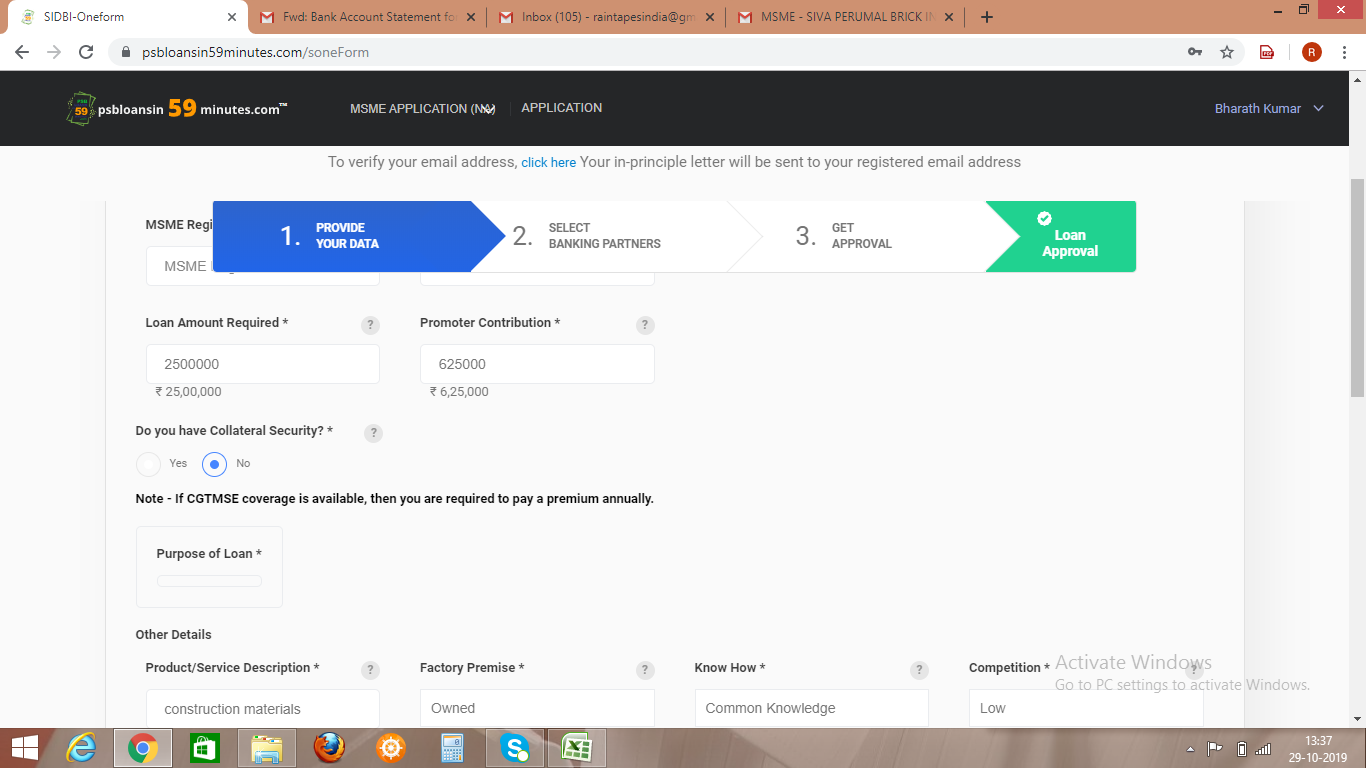 SIDBI-Oneform
Fwd: Bank Account Statement fo
Inbox (105) - raintapesindia@gm
MSME - SIVA PERUMAL BRICK IN
psbloansin59minutes.com/soneForm
R
PSB 59
psbloansin 59 minutes.com™
MSME APPLICATION (NW)
APPLICATION
Bharath Kumar
To verify your email address, click here Your in-principle letter will be sent to your registered email address
MSME Regi
MSME
1. PROVIDE YOUR DATA
2. SELECT BANKING PARTNERS
3. GET APPROVAL
Loan Approval
Loan Amount Required * ?
Promoter Contribution * ?
2500000
625000
₹ 25,00,000
₹ 6,25,000
Do you have Collateral Security? * ?
Yes No
Note - If CGTMSE coverage is available, then you are required to pay a premium annually.
Purpose of Loan *
Other Details
Product/Service Description * ?
Factory Premise * ?
Know How * ?
Competition * ?
construction materials
Owned
Common Knowledge
Low
Activate Windows
Go to PC settings to activate Windows.
13:37
29-10-2019